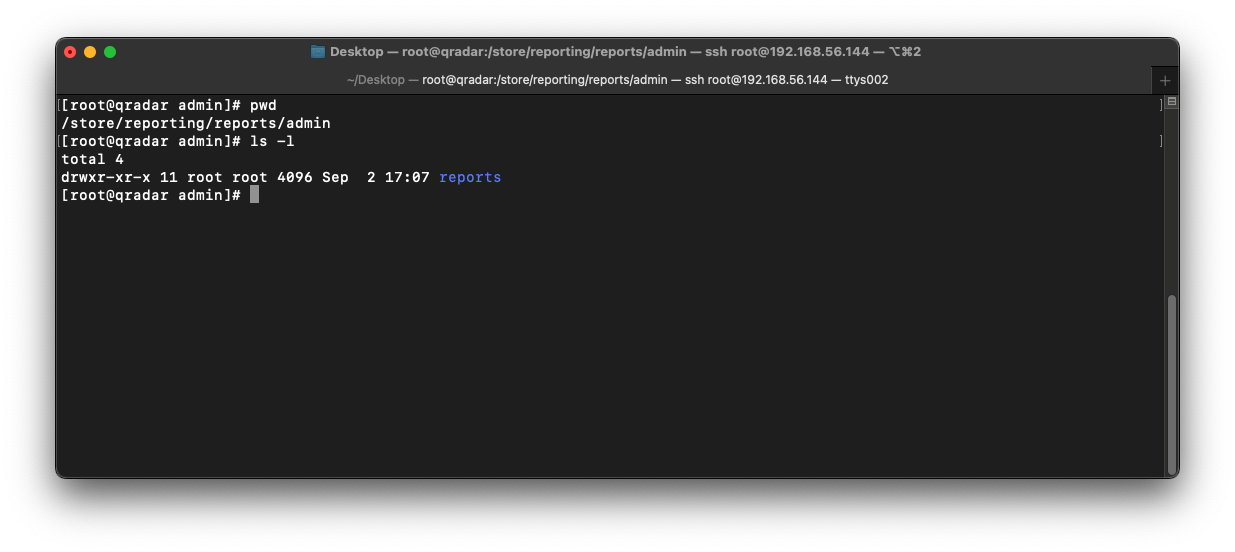 Desktop — root@qradar:/store/reporting/reports/admin — ssh root@192.168.56.144 — ⌥⌘2
~/Desktop — root@qradar:/store/reporting/reports/admin — ssh root@192.168.56.144 — ttys002 +
[[root@qradar admin]# pwd ]
/store/reporting/reports/admin
[[root@qradar admin]# ls -l ]
total 4
drwxr-xr-x 11 root root 4096 Sep  2 17:07 reports
[root@qradar admin]#